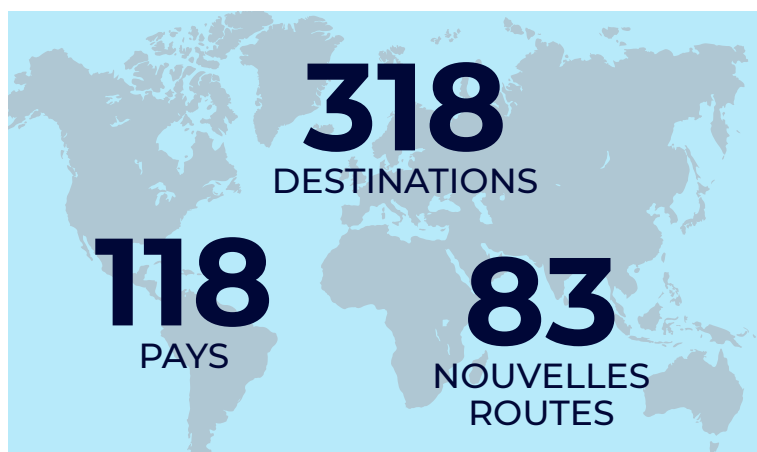 318
DESTINATIONS
118
PAYS
83
NOUVELLES
ROUTES